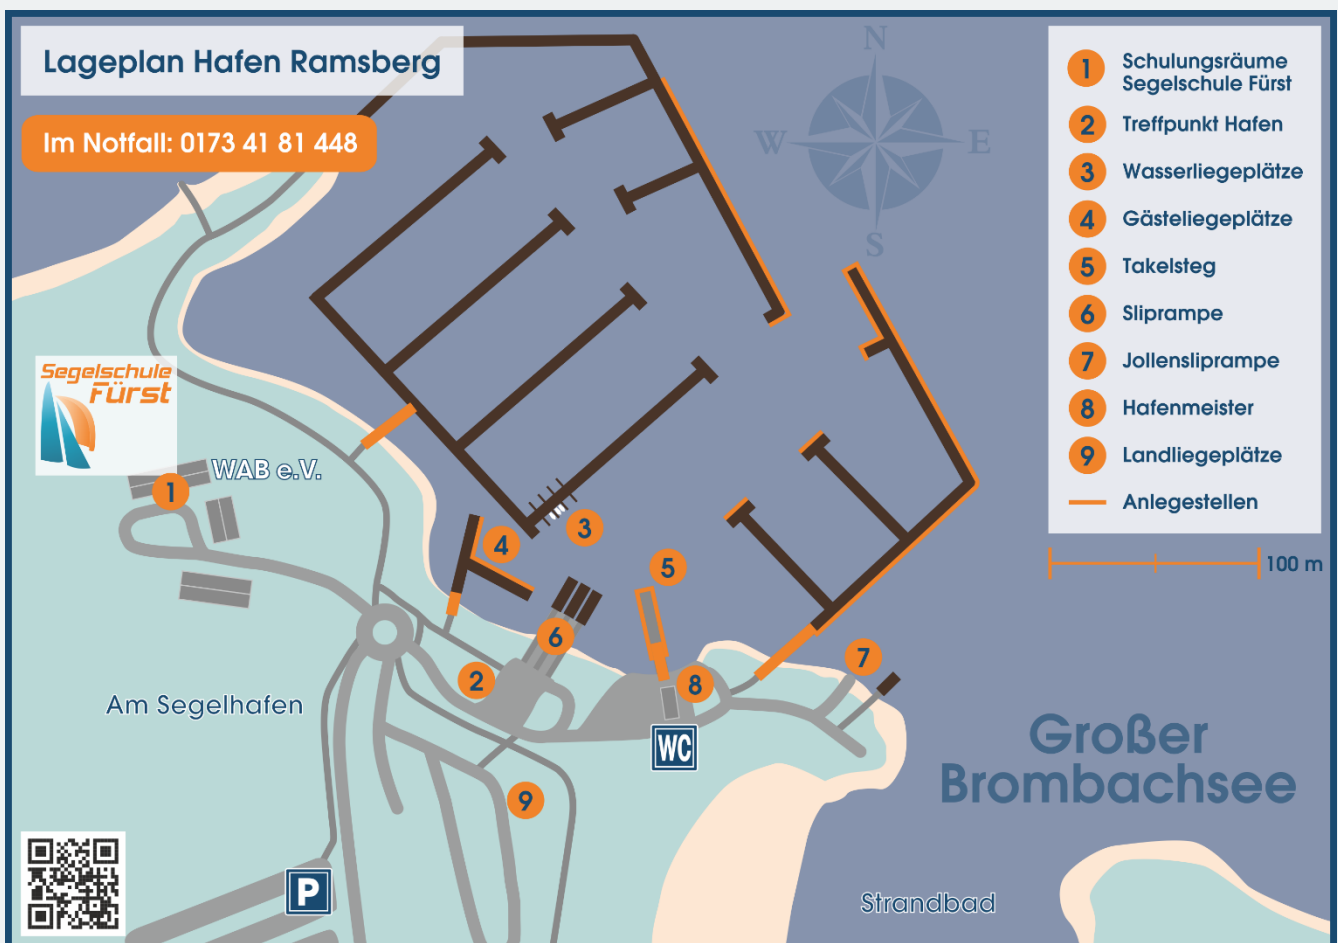 Lageplan Hafen Ramsberg
Im Notfall: 0173 41 81 448
N
W
E
S
1 Schulungsräume
Segelschule Fürst
2 Treffpunkt Hafen
3 Wasserliegeplätze
4 Gästeliegeplätze
5 Takelsteg
6 Sliprampe
7 Jollensliprampe
8 Hafenmeister
9 Landliegeplätze
Anlegestellen
100 m
Segelschule
Fürst
WAB e.V.
1
3
4
5
6
7
2
8
Am Segelhafen
WC
Großer
Brombachsee
9
P
Strandbad